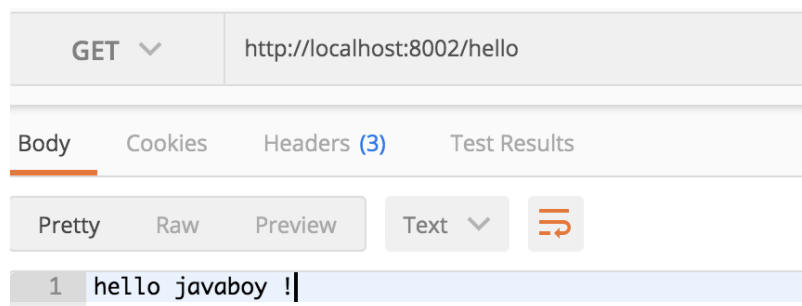 GET http://localhost:8002/hello
Body Cookies Headers (3) Test Results
Pretty Raw Preview Text
1 hello javaboy !